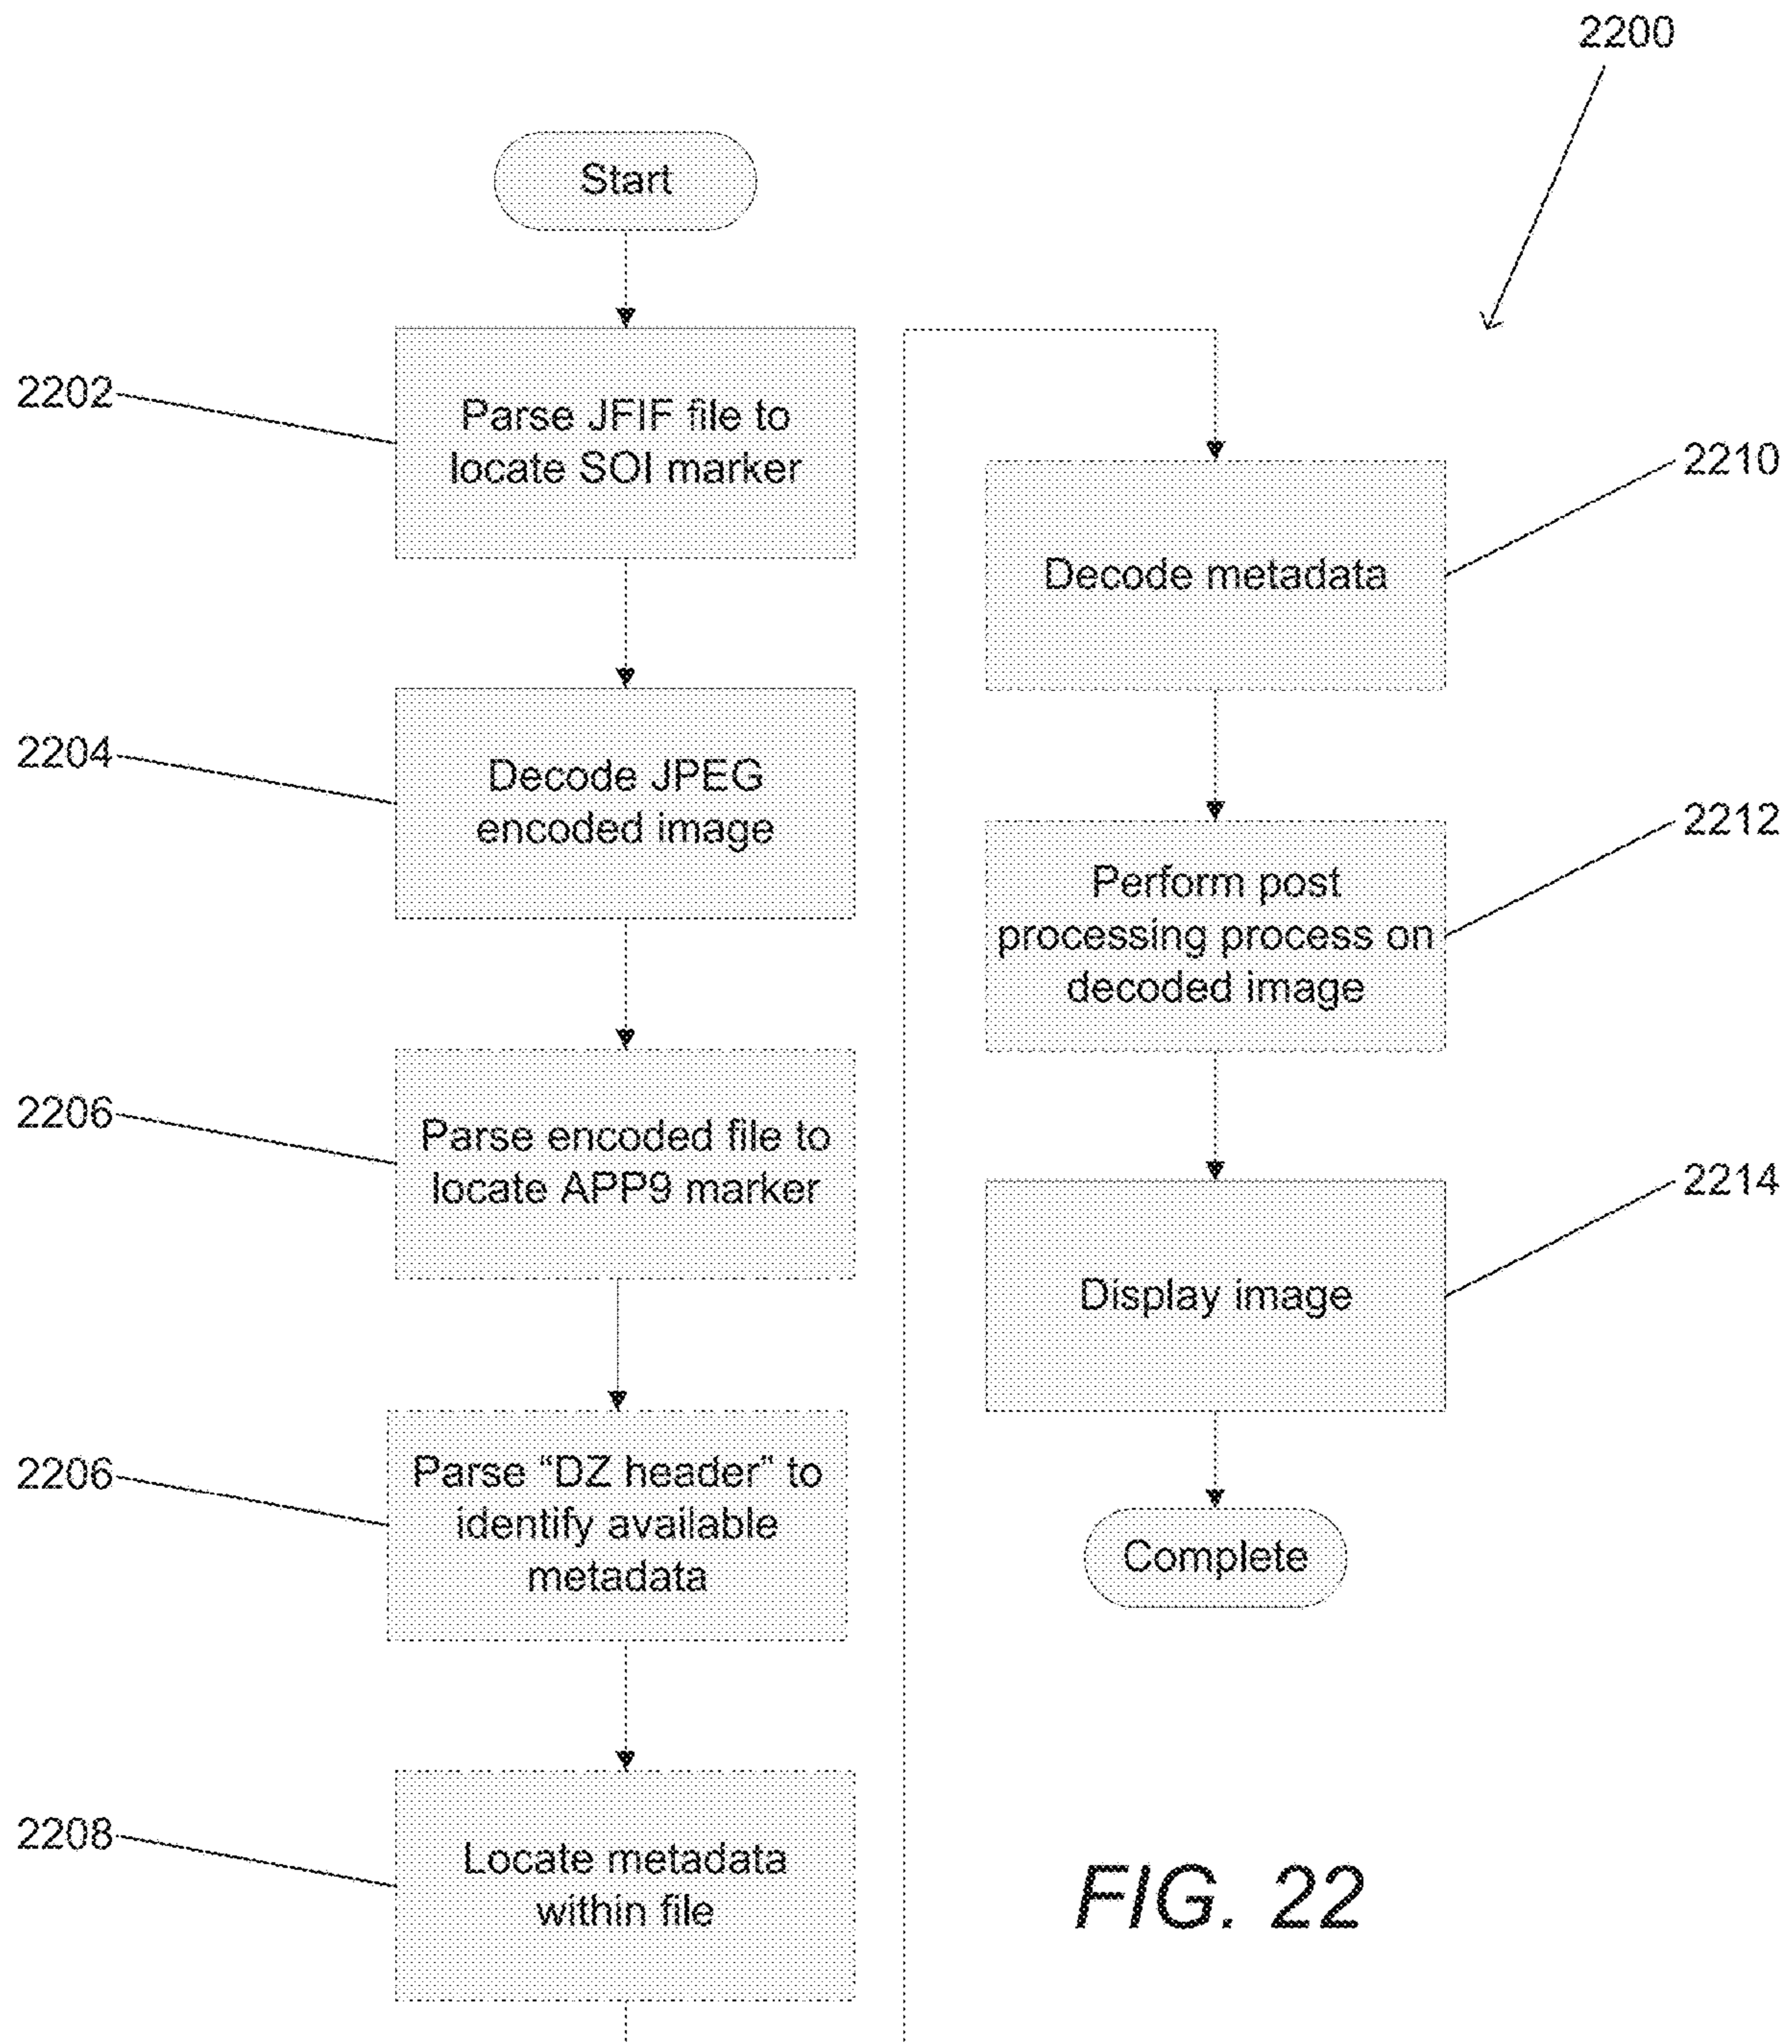 2200
Start
2202
Parse JFIF file to
locate SOI marker
2204
Decode JPEG
encoded image
2206
Parse encoded file to
locate APP9 marker
2206
Parse “DZ header” to
identify available
metadata
2208
Locate metadata
within file
2210
Decode metadata
2212
Perform post
processing process on
decoded image
2214
Display image
Complete
FIG. 22